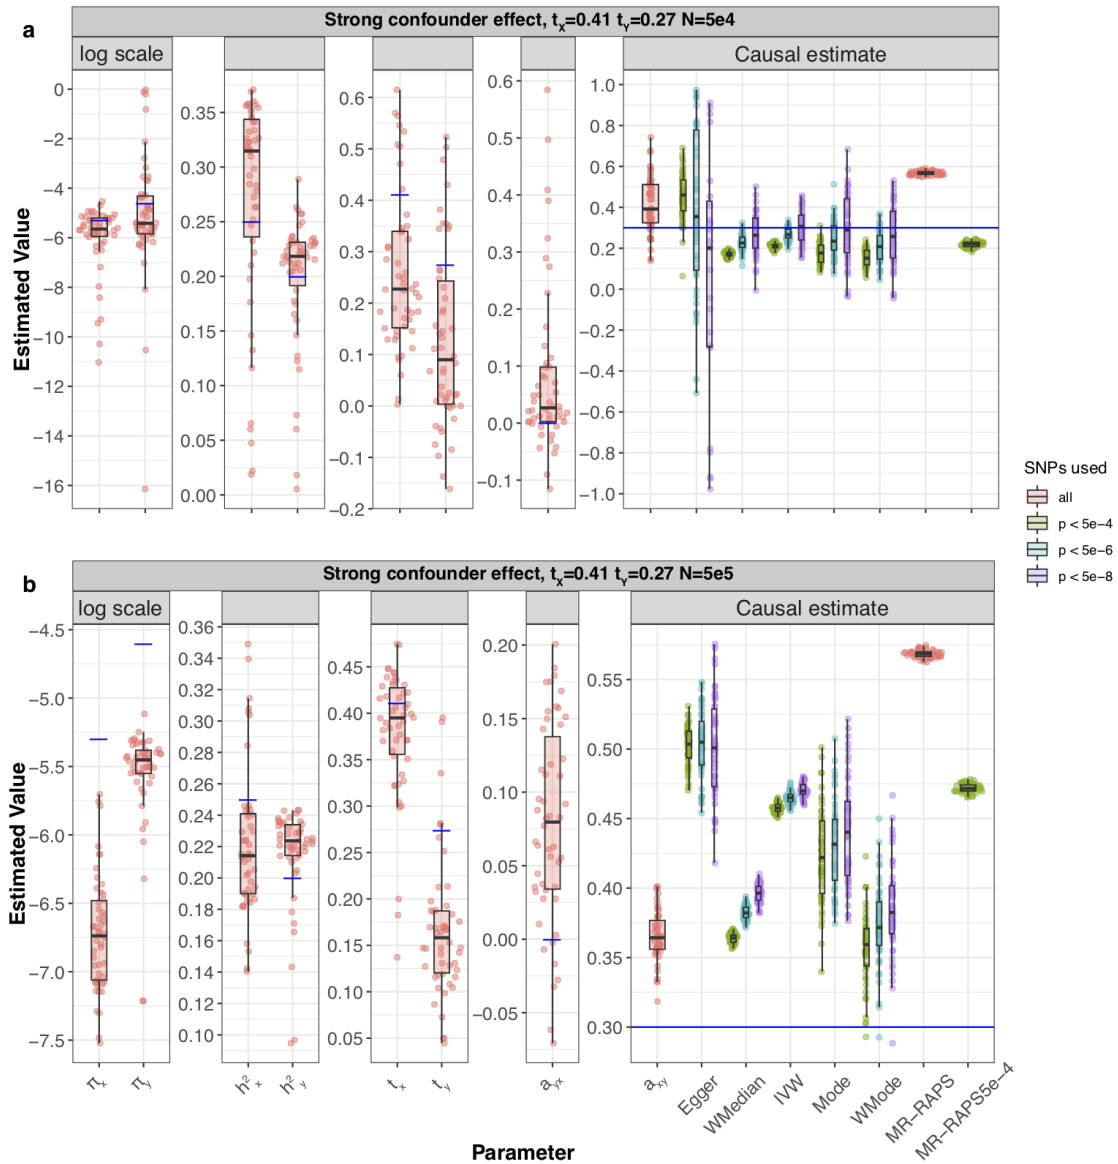 a
Strong confounder effect, tX=0.41 tY=0.27 N=5e4
log scale
Causal estimate
0
−2
−4
−6
−8
−10
−12
−14
−16
0.35
0.30
0.25
0.20
0.15
0.10
0.05
0.00
0.6
0.5
0.4
0.3
0.2
0.1
0.0
−0.1
−0.2
0.6
0.5
0.4
0.3
0.2
0.1
0.0
−0.1
1.0
0.8
0.6
0.4
0.2
0.0
−0.2
−0.4
−0.6
−0.8
−1.0
Estimated Value
SNPs used
all
p < 5e−4
p < 5e−6
p < 5e−8
b
Strong confounder effect, tX=0.41 tY=0.27 N=5e5
log scale
Causal estimate
−4.5
−5.0
−5.5
−6.0
−6.5
−7.0
−7.5
0.36
0.34
0.32
0.30
0.28
0.26
0.24
0.22
0.20
0.18
0.16
0.14
0.12
0.10
0.45
0.40
0.35
0.30
0.25
0.20
0.15
0.10
0.05
0.20
0.15
0.10
0.05
0.00
−0.05
0.55
0.50
0.45
0.40
0.35
0.30
Estimated Value
πx
πy
h²x
h²y
tx
ty
ayx
axy
Egger
WMedian
IVW
Mode
WMode
MR−RAPS
MR−RAPS5e−4
Parameter